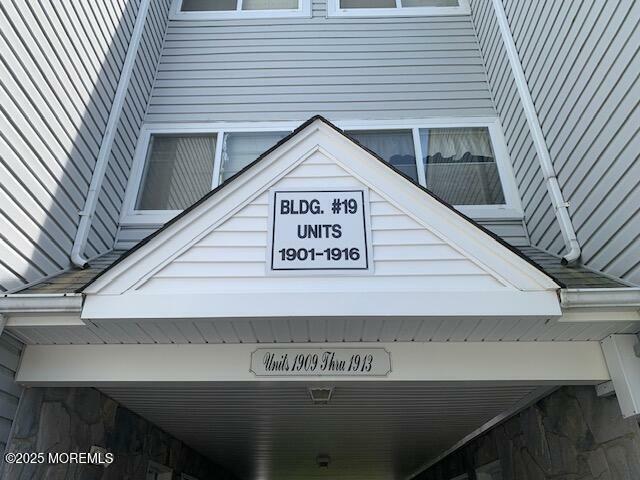 BLDG. #19
UNITS
1901-1916
Units 1909 Thru 1913
©2025 MOREMLS